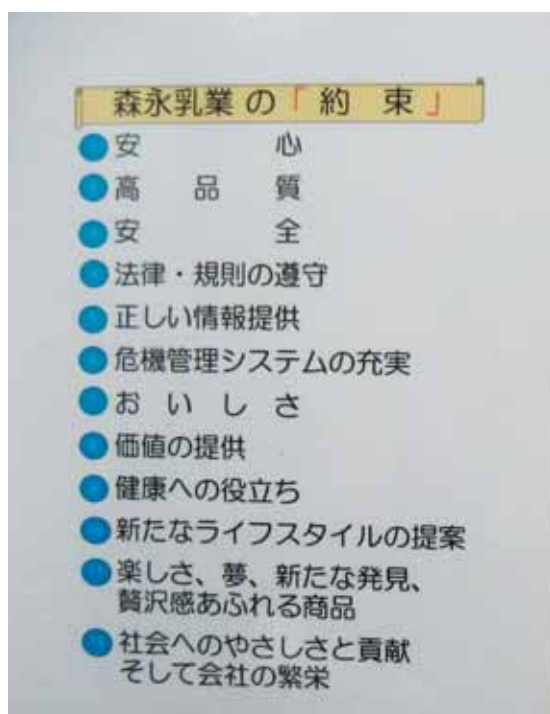 森永乳業の「約束」
●安心
●高品質
●安全
●法律・規則の遵守
●正しい情報提供
●危機管理システムの充実
●おいしさ
●価値の提供
●健康への役立ち
●新たなライフスタイルの提案
●楽しさ、夢、新たな発見、
贅沢感あふれる商品
●社会へのやさしさと貢献
そして会社の繁栄